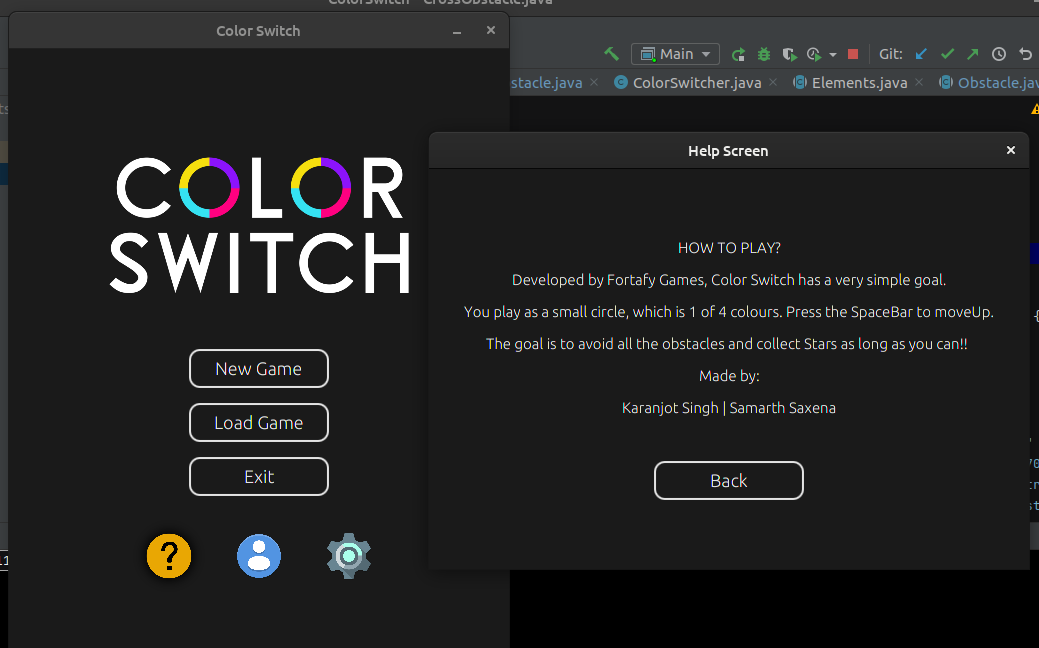 ColorSwitch - CrossObstacle.java
Color Switch
Main
Git:
stacle.java
ColorSwitcher.java
Elements.java
Obstacle.jav
COLOR
SWITCH
New Game
Load Game
Exit
?
Help Screen
HOW TO PLAY?
Developed by Fortafy Games, Color Switch has a very simple goal.
You play as a small circle, which is 1 of 4 colours. Press the SpaceBar to moveUp.
The goal is to avoid all the obstacles and collect Stars as long as you can!!
Made by:
Karanjot Singh | Samarth Saxena
Back